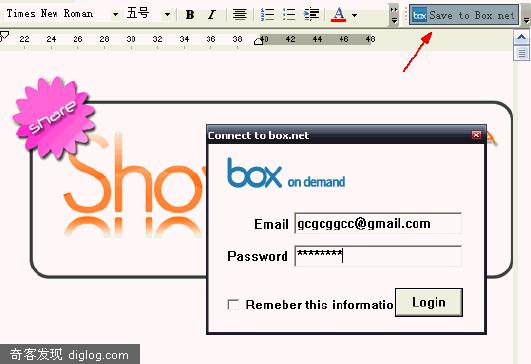 Times New Roman 五号 B A Save to Box.net
22 24 26 28 30 32 34 36 38 40 42 44 46 48
share
Connect to box.net
Show
box on demand
Email gcgcggcc@gmail.com
Password ********
Remeber this informatio Login
奇客发现 diglog.com